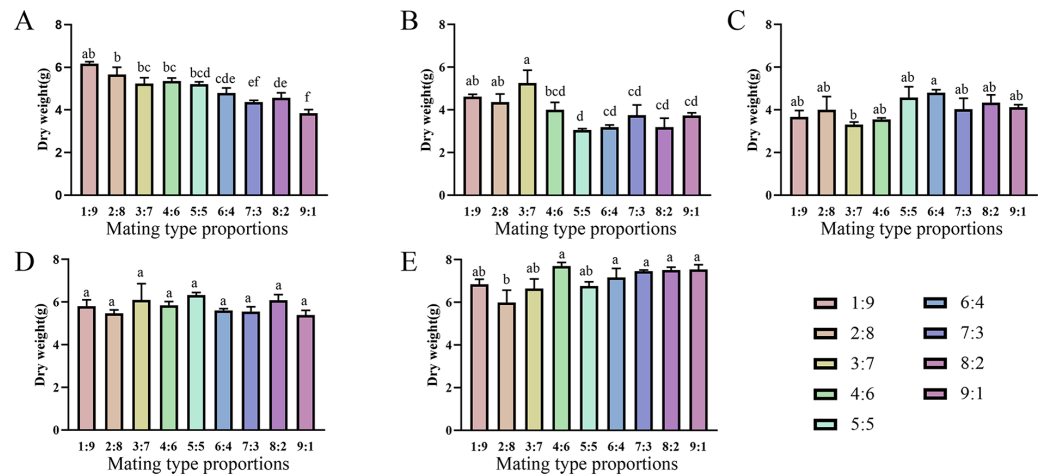 A
Dry weight(g)
8
6
4
2
0
ab
b
bc
bc
bcd
cde
ef
de
f
1:9 2:8 3:7 4:6 5:5 6:4 7:3 8:2 9:1
Mating type proportions
B
Dry weight(g)
8
6
4
2
0
ab
ab
a
bcd
d
cd
cd
cd
cd
1:9 2:8 3:7 4:6 5:5 6:4 7:3 8:2 9:1
Mating type proportions
C
Dry weight(g)
8
6
4
2
0
ab
ab
b
ab
ab
a
ab
ab
ab
1:9 2:8 3:7 4:6 5:5 6:4 7:3 8:2 9:1
Mating type proportions
D
Dry weight(g)
8
6
4
2
0
a
a
a
a
a
a
a
a
a
1:9 2:8 3:7 4:6 5:5 6:4 7:3 8:2 9:1
Mating type proportions
E
Dry weight(g)
8
6
4
2
0
ab
b
ab
a
ab
a
a
a
a
1:9 2:8 3:7 4:6 5:5 6:4 7:3 8:2 9:1
Mating type proportions
1:9
2:8
3:7
4:6
5:5
6:4
7:3
8:2
9:1